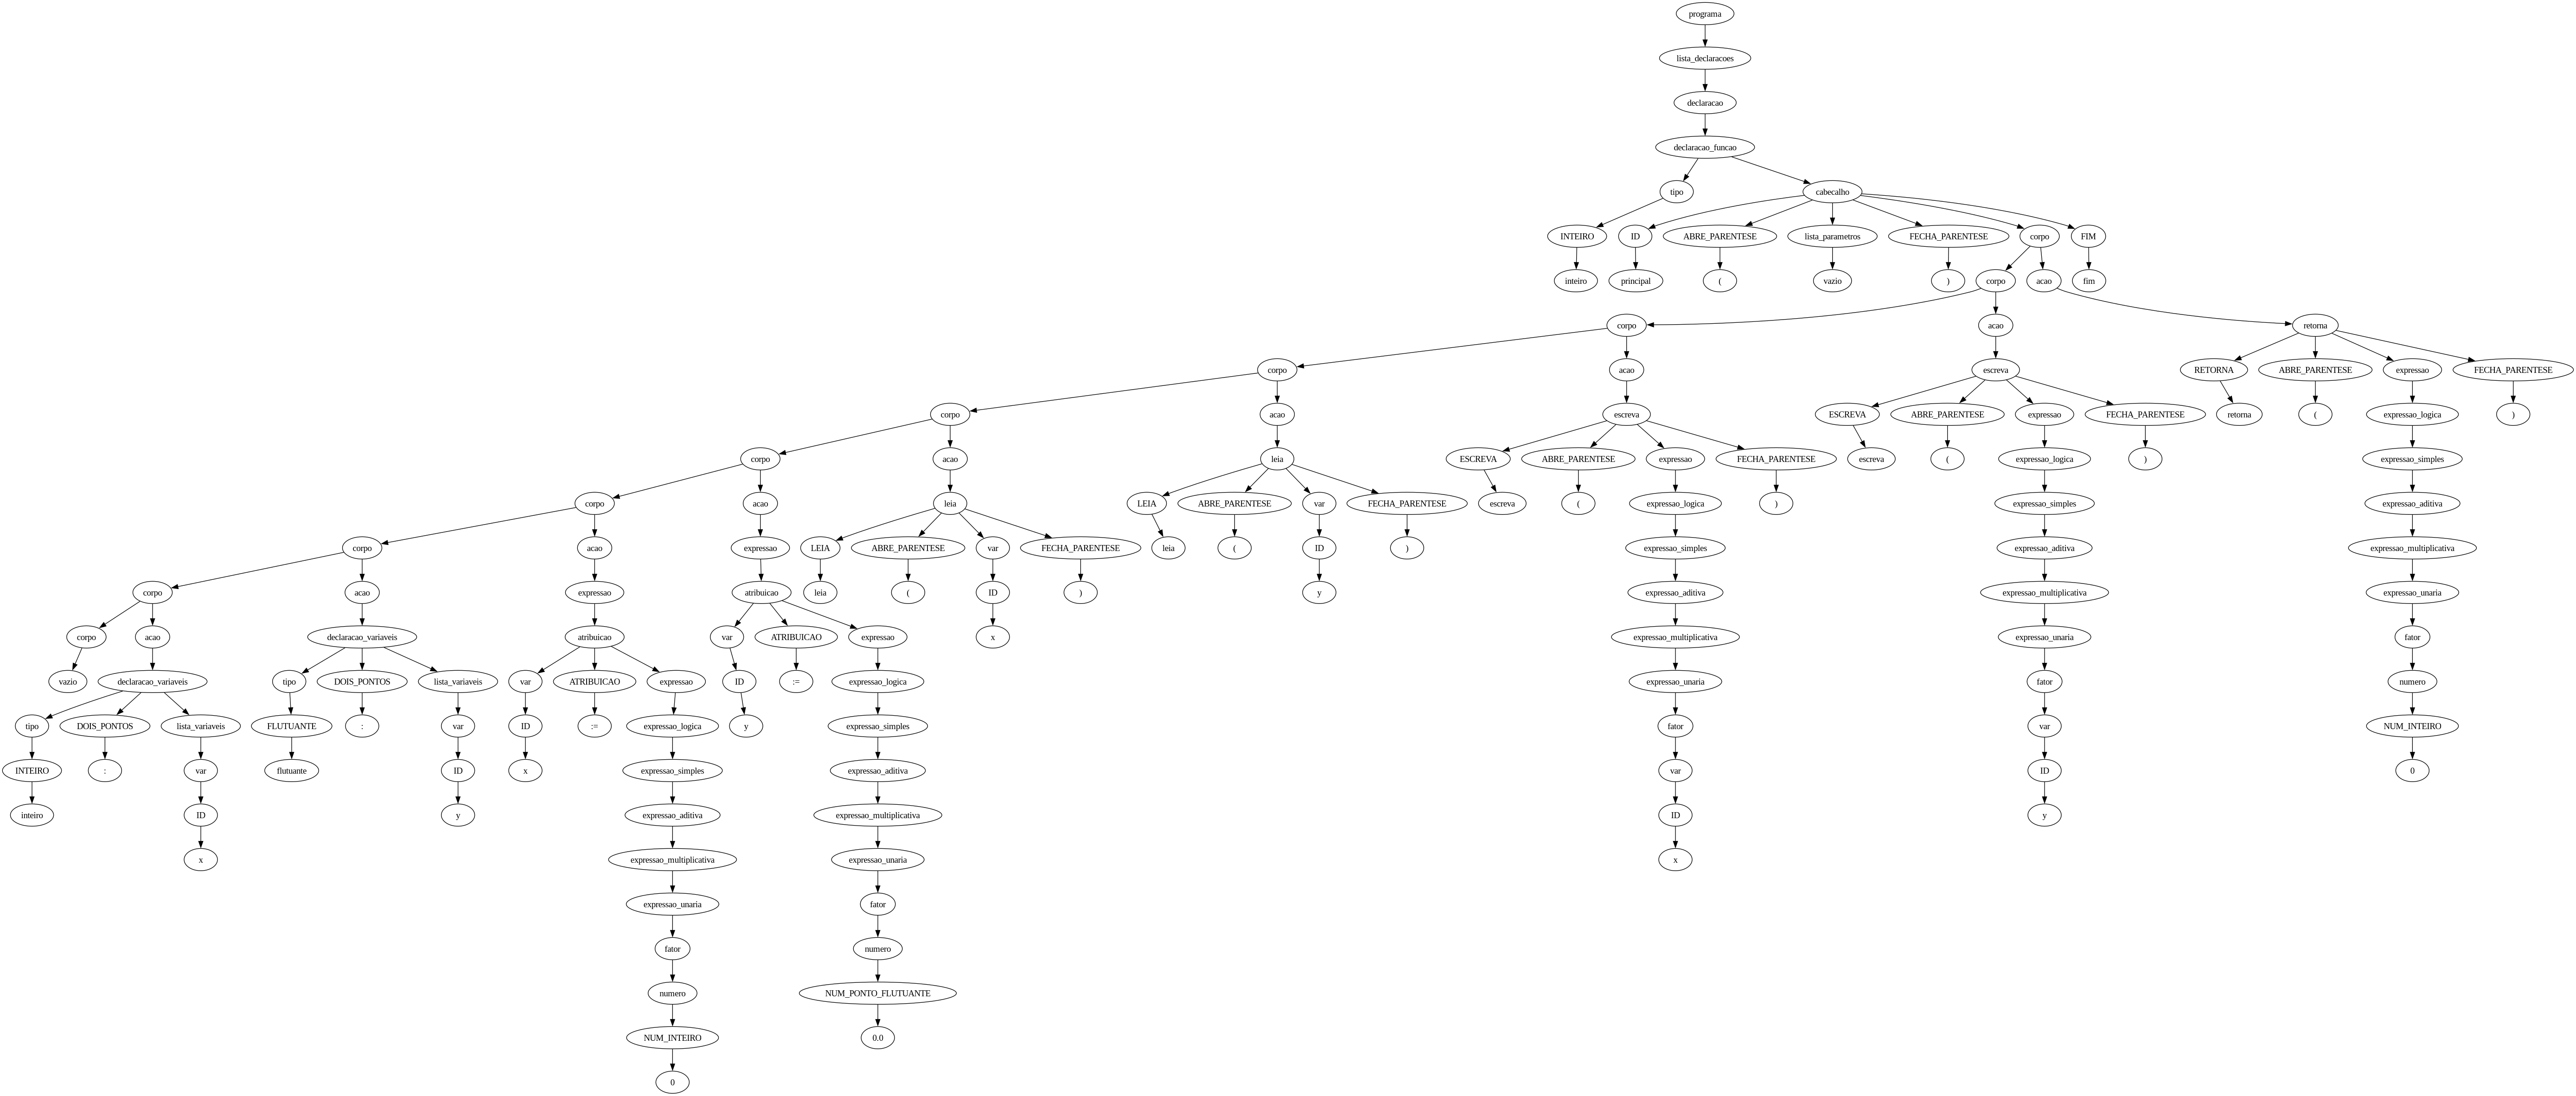 programa
lista_declaracoes
declaracao
declaracao_funcao
tipo cabecalho
INTEIRO ID ABRE_PARENTESE lista_parametros FECHA_PARENTESE corpo FIM
inteiro principal ( vazio ) corpo acao fim
corpo acao retorna
corpo acao escreva RETORNA ABRE_PARENTESE expressao FECHA_PARENTESE
corpo acao escreva ESCREVA ABRE_PARENTESE expressao FECHA_PARENTESE retorna ( expressao_logica )
corpo acao leia ESCREVA ABRE_PARENTESE expressao FECHA_PARENTESE escreva ( expressao_logica ) expressao_simples
corpo acao leia LEIA ABRE_PARENTESE var FECHA_PARENTESE escreva ( expressao_logica ) expressao_simples expressao_aditiva
corpo acao expressao LEIA ABRE_PARENTESE var FECHA_PARENTESE leia ( ID ) expressao_simples expressao_aditiva expressao_multiplicativa
corpo acao expressao atribuicao leia ( ID ) y expressao_aditiva expressao_multiplicativa expressao_unaria
corpo acao declaracao_variaveis atribuicao var ATRIBUICAO expressao x expressao_multiplicativa expressao_unaria fator
vazio declaracao_variaveis tipo DOIS_PONTOS lista_variaveis var ATRIBUICAO expressao ID := expressao_logica expressao_unaria fator numero
tipo DOIS_PONTOS lista_variaveis FLUTUANTE : var ID := expressao_logica y expressao_simples fator var NUM_INTEIRO
INTEIRO : var flutuante ID x expressao_simples expressao_aditiva var ID 0
inteiro ID y expressao_aditiva expressao_multiplicativa ID y
x expressao_multiplicativa expressao_unaria x
expressao_unaria fator
fator numero
numero NUM_PONTO_FLUTUANTE
NUM_INTEIRO 0.0
0